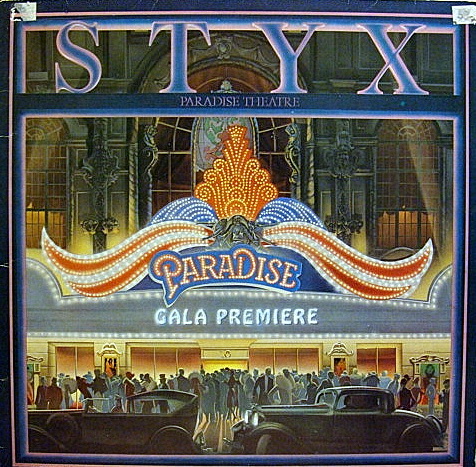 STYX
PARADISE THEATRE
PARADISE
GALA PREMIERE